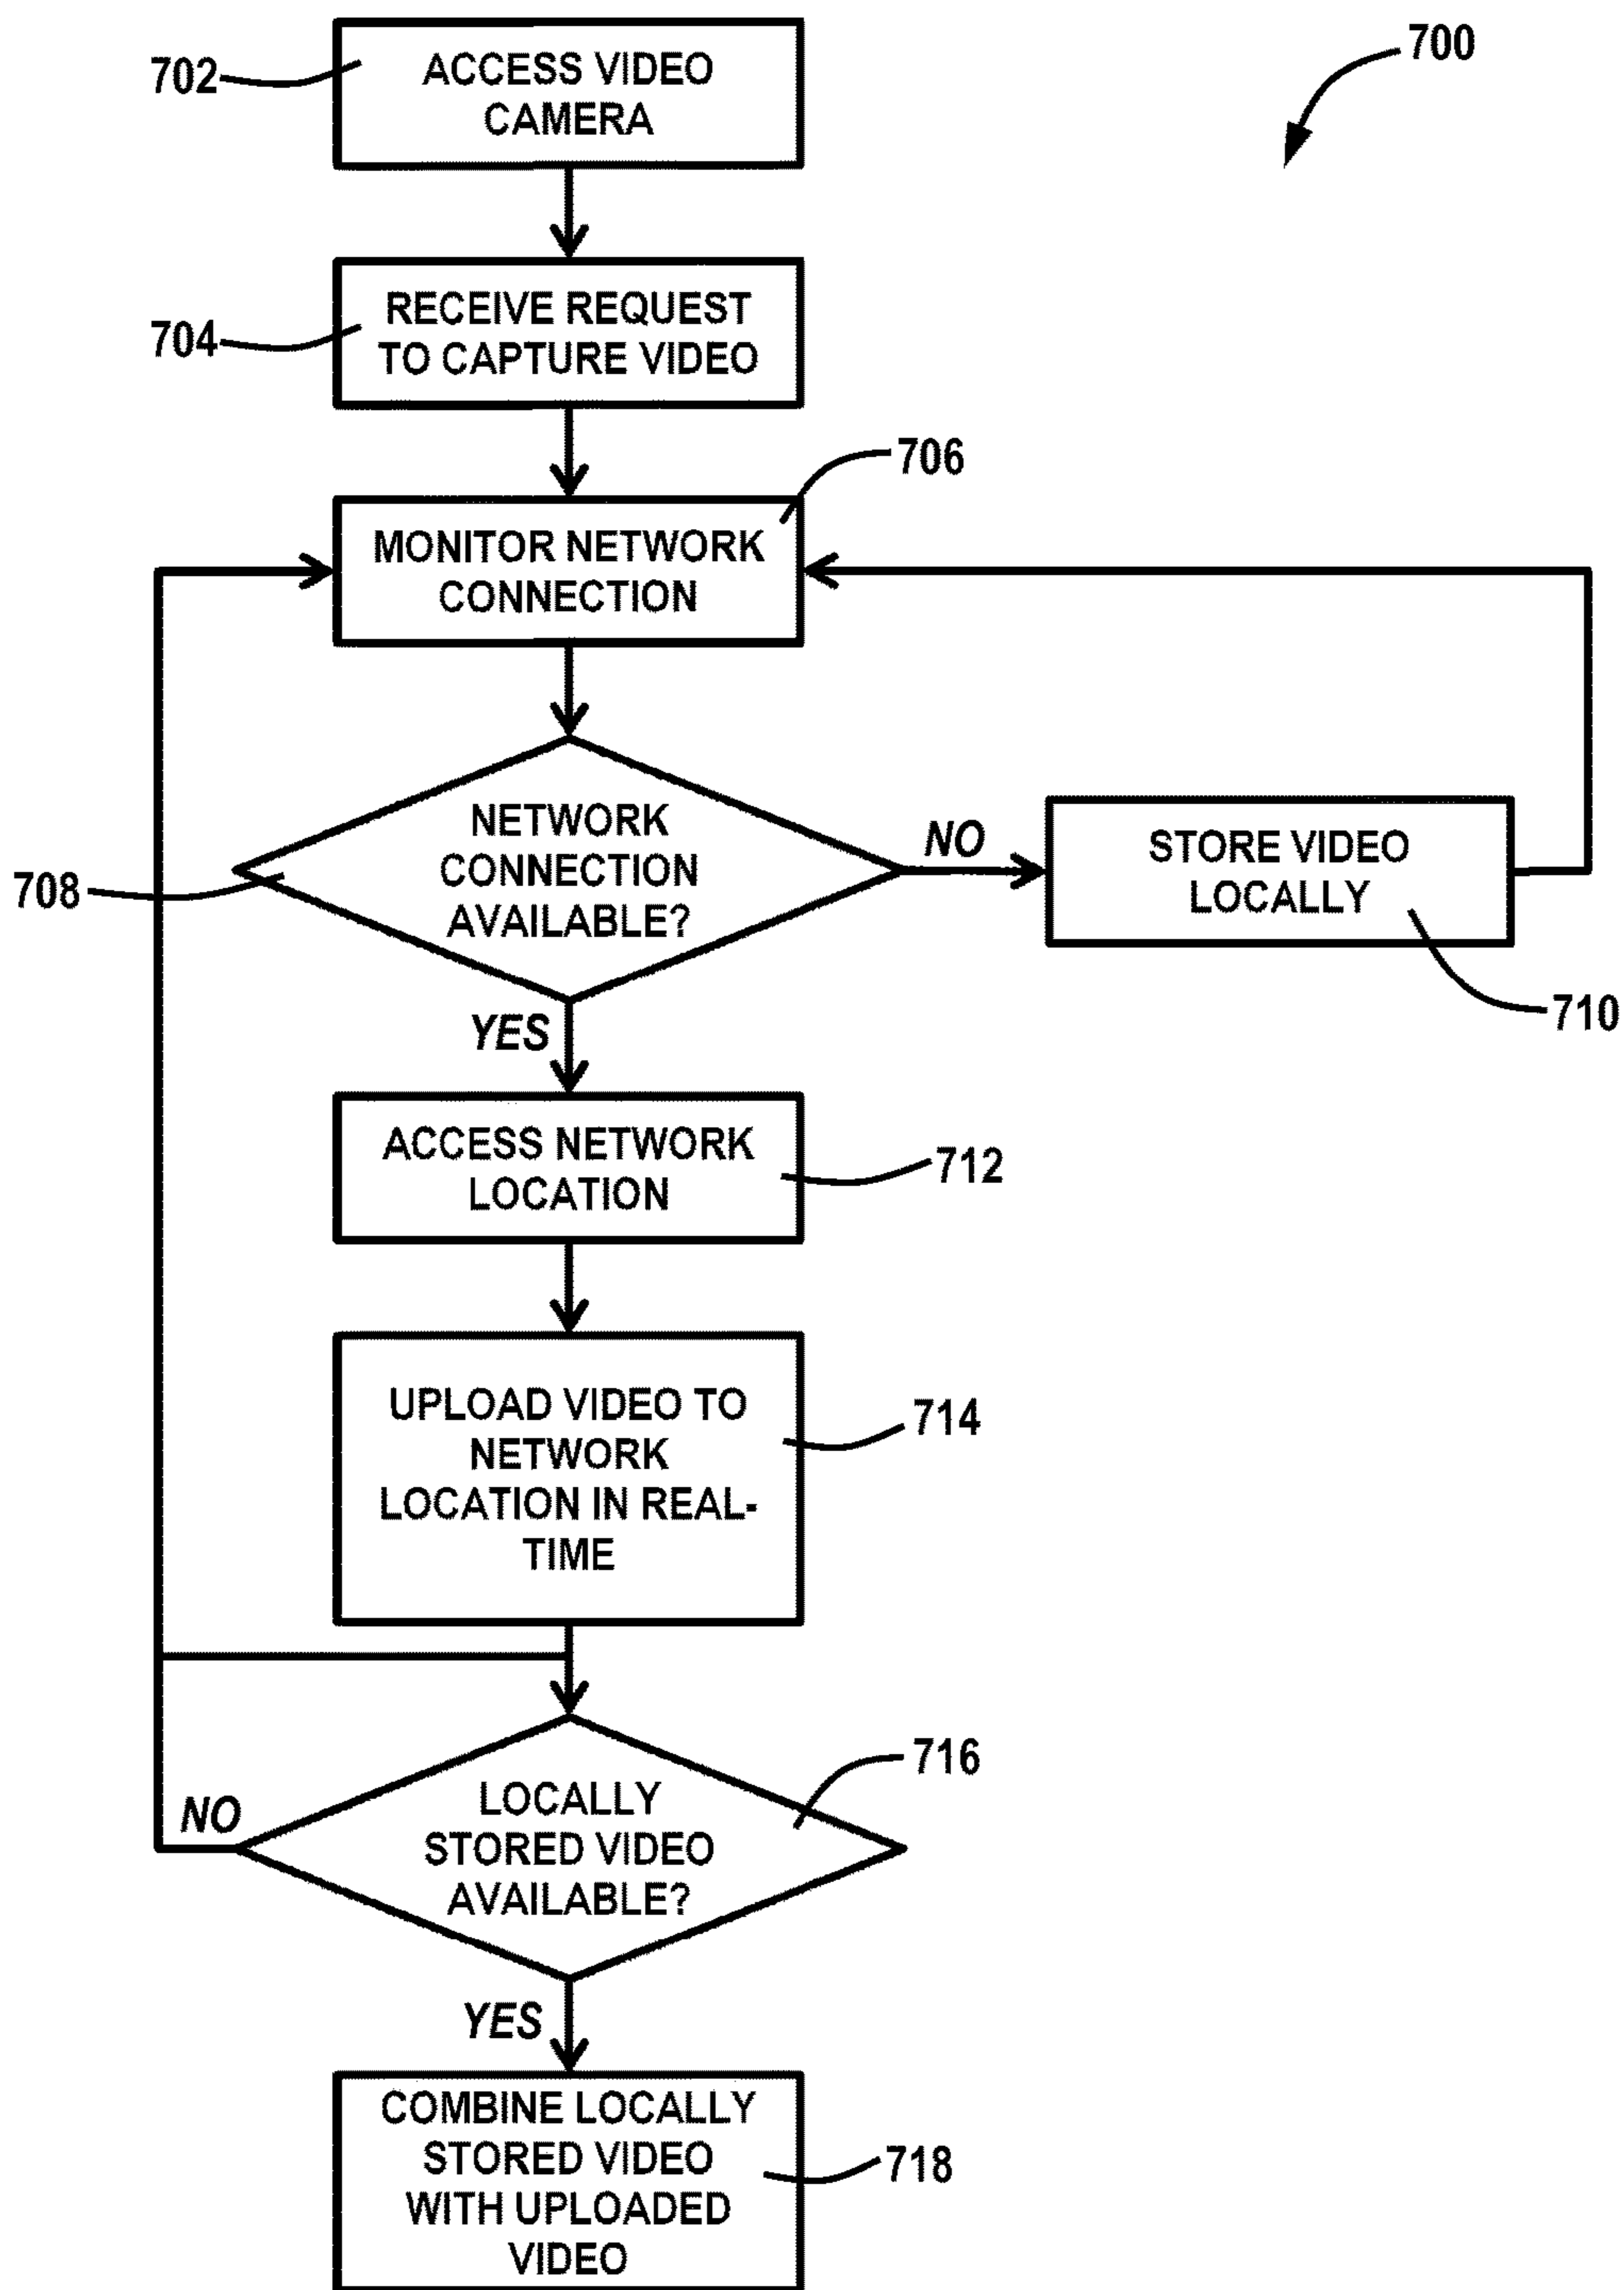 700
702
ACCESS VIDEO
CAMERA
704
RECEIVE REQUEST
TO CAPTURE VIDEO
706
MONITOR NETWORK
CONNECTION
708
NETWORK
CONNECTION
AVAILABLE?
NO
STORE VIDEO
LOCALLY
710
YES
ACCESS NETWORK
LOCATION
712
UPLOAD VIDEO TO
NETWORK
LOCATION IN REAL-
TIME
714
716
LOCALLY
STORED VIDEO
AVAILABLE?
NO
YES
COMBINE LOCALLY
STORED VIDEO
WITH UPLOADED
VIDEO
718